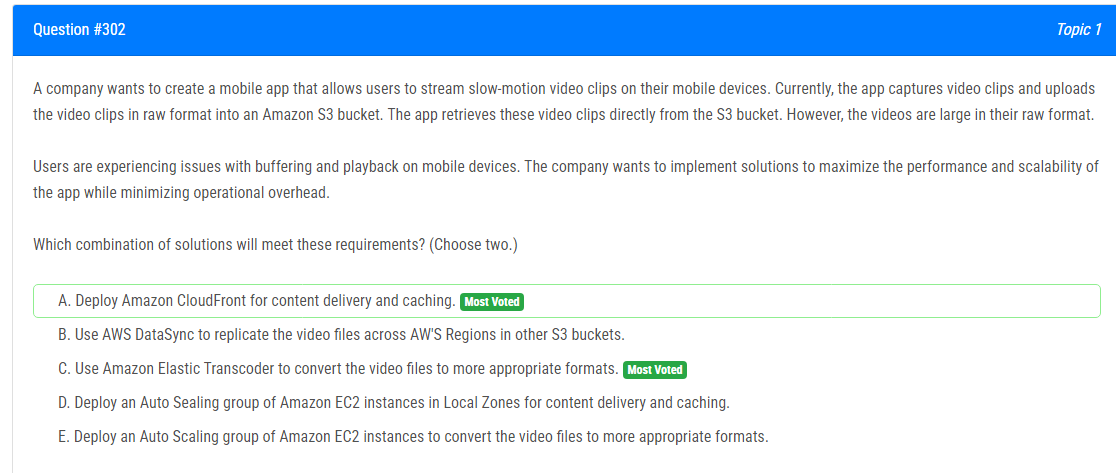 Question #302
Topic 1
A company wants to create a mobile app that allows users to stream slow-motion video clips on their mobile devices. Currently, the app captures video clips and uploads
the video clips in raw format into an Amazon S3 bucket. The app retrieves these video clips directly from the S3 bucket. However, the videos are large in their raw format.
Users are experiencing issues with buffering and playback on mobile devices. The company wants to implement solutions to maximize the performance and scalability of
the app while minimizing operational overhead.
Which combination of solutions will meet these requirements? (Choose two.)
A. Deploy Amazon CloudFront for content delivery and caching. Most Voted
B. Use AWS DataSync to replicate the video files across AW'S Regions in other S3 buckets.
C. Use Amazon Elastic Transcoder to convert the video files to more appropriate formats. Most Voted
D. Deploy an Auto Sealing group of Amazon EC2 instances in Local Zones for content delivery and caching.
E. Deploy an Auto Scaling group of Amazon EC2 instances to convert the video files to more appropriate formats.